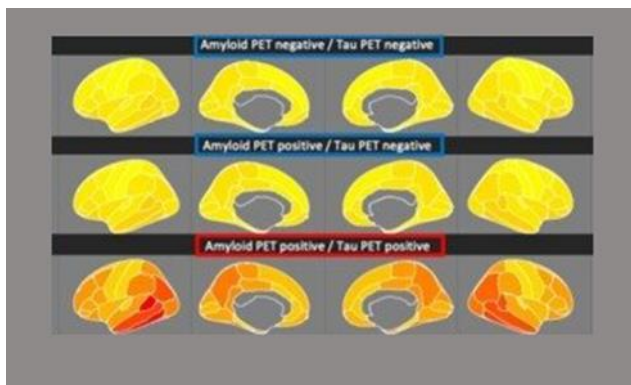 Amyloid PET negative / Tau PET negative
Amyloid PET positive / Tau PET negative
Amyloid PET positive / Tau PET positive